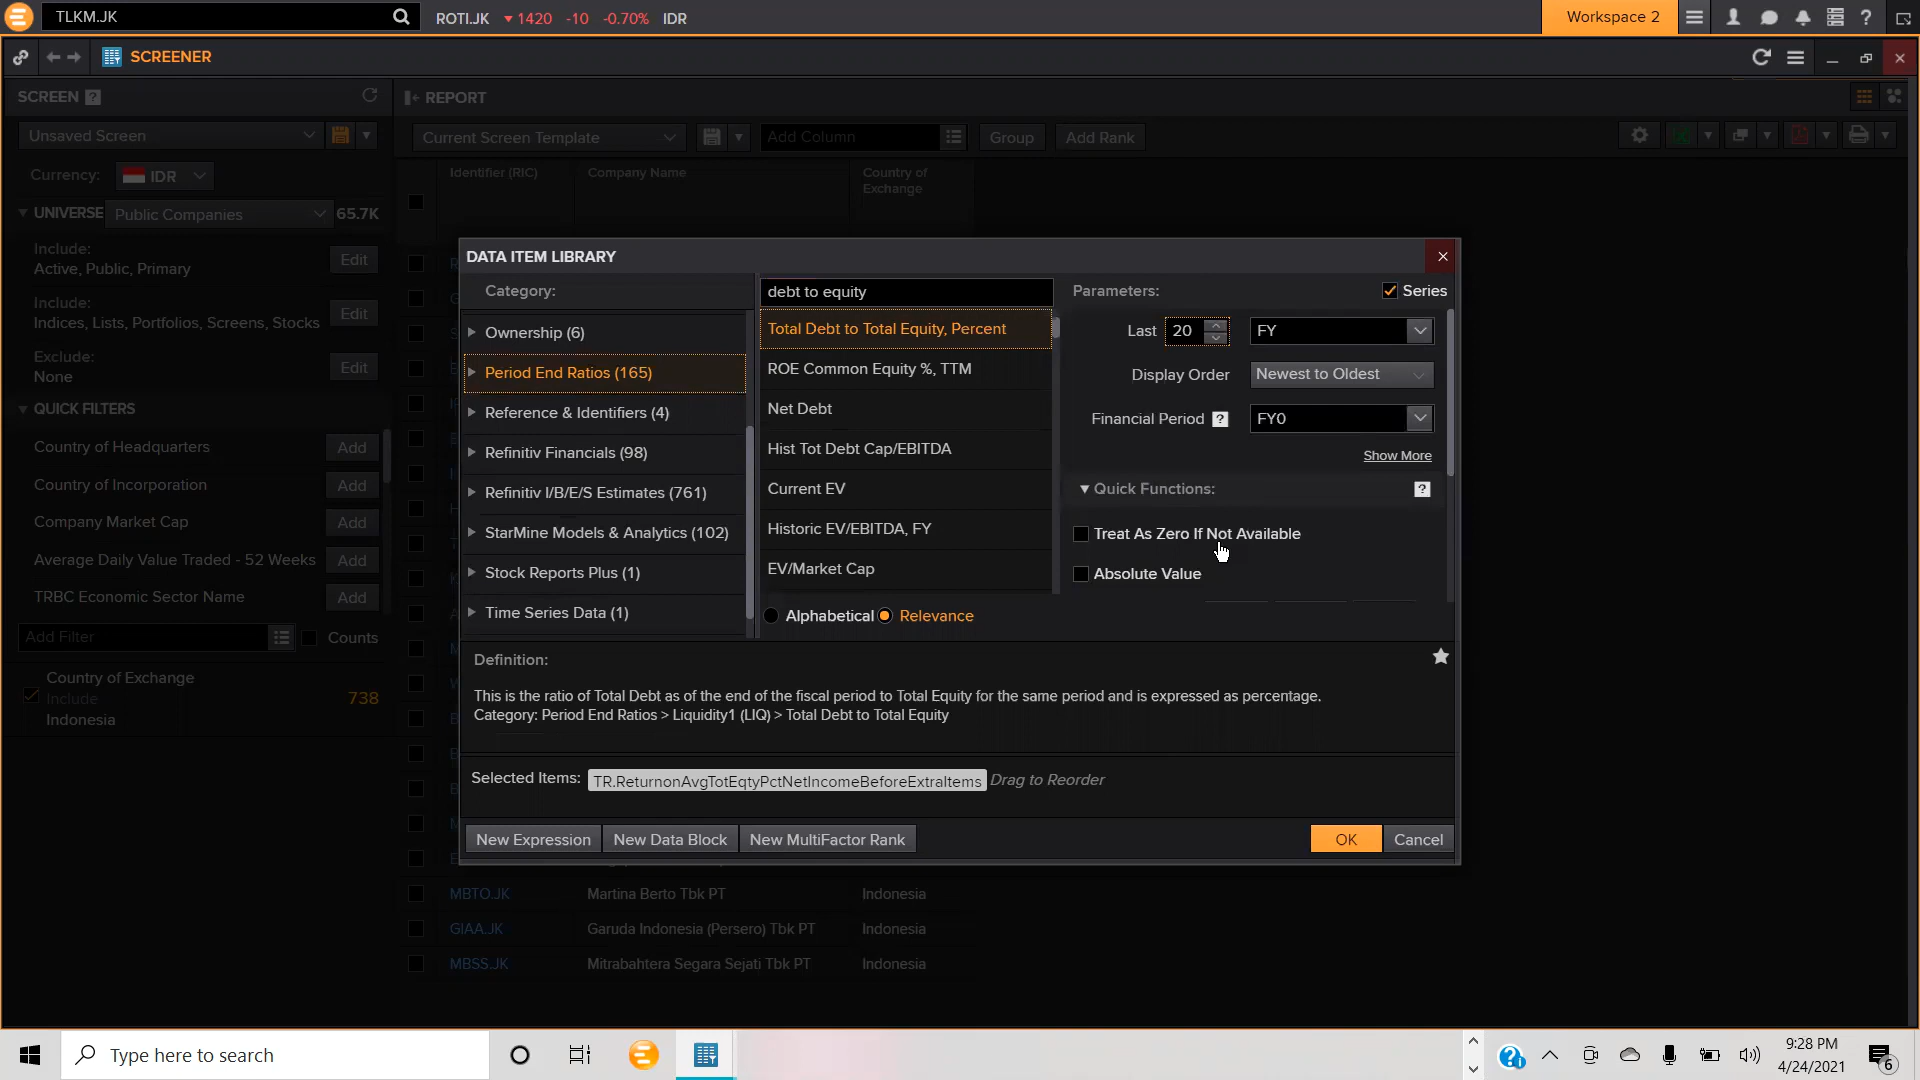 TLKM.JK
ROTI.JK ▼1420 -10 -0.70% IDR
Workspace 2
SCREENER
SCREEN ?
REPORT
Unsaved Screen
Current Screen Template
Add Column
Group
Add Rank
Currency: IDR
Identifier (RIC)
Company Name
Country of
Exchange
UNIVERSE Public Companies 65.7K
Include:
Active, Public, Primary
Edit
Include:
Indices, Lists, Portfolios, Screens, Stocks
Edit
Exclude:
None
Edit
QUICK FILTERS
Country of Headquarters Add
Country of Incorporation Add
Company Market Cap Add
Average Daily Value Traded - 52 Weeks Add
TRBC Economic Sector Name Add
Add Filter
Counts
Country of Exchange
Include 738
Indonesia
DATA ITEM LIBRARY
Category:
Ownership (6)
Period End Ratios (165)
Reference & Identifiers (4)
Refinitiv Financials (98)
Refinitiv I/B/E/S Estimates (761)
StarMine Models & Analytics (102)
Stock Reports Plus (1)
Time Series Data (1)
debt to equity
Total Debt to Total Equity, Percent
ROE Common Equity %, TTM
Net Debt
Hist Tot Debt Cap/EBITDA
Current EV
Historic EV/EBITDA, FY
EV/Market Cap
Alphabetical Relevance
Parameters: Series
Last 20 FY
Display Order Newest to Oldest
Financial Period ? FY0
Show More
Quick Functions: ?
Treat As Zero If Not Available
Absolute Value
Definition:
This is the ratio of Total Debt as of the end of the fiscal period to Total Equity for the same period and is expressed as percentage.
Category: Period End Ratios > Liquidity1 (LIQ) > Total Debt to Total Equity
Selected Items: TR.ReturnonAvgTotEqtyPctNetIncomeBeforeExtraItems Drag to Reorder
New Expression New Data Block New MultiFactor Rank
OK Cancel
MBTO.JK Martina Berto Tbk PT Indonesia
GIAA.JK Garuda Indonesia (Persero) Tbk PT Indonesia
MBSS.JK Mitrabahtera Segara Sejati Tbk PT Indonesia
Type here to search
9:28 PM
4/24/2021
6